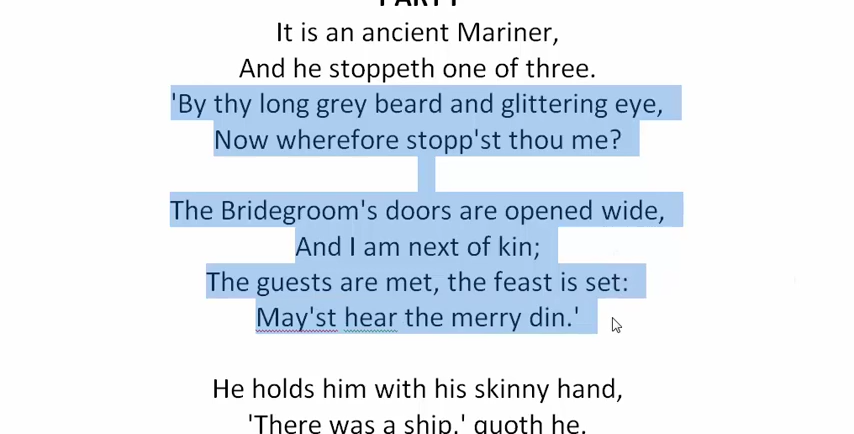 PART I
It is an ancient Mariner,
And he stoppeth one of three.
'By thy long grey beard and glittering eye,
Now wherefore stopp'st thou me?
The Bridegroom's doors are opened wide,
And I am next of kin;
The guests are met, the feast is set:
May'st hear the merry din.'
He holds him with his skinny hand,
'There was a ship,' quoth he.